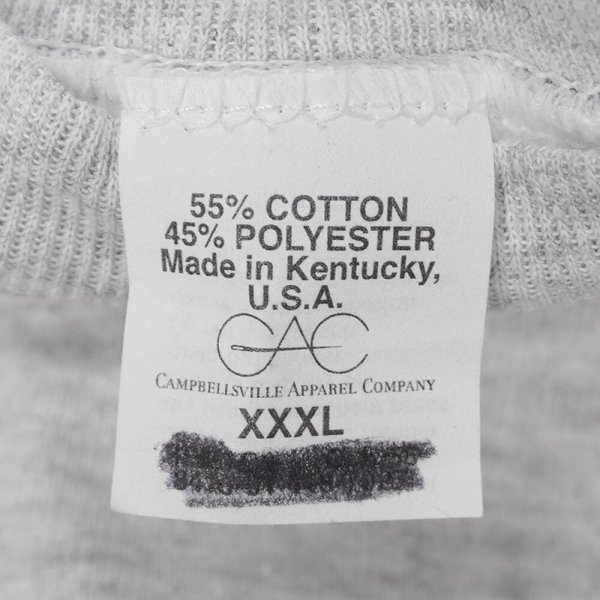 55% COTTON
45% POLYESTER
Made in Kentucky,
U.S.A.
CAC
CAMPBELLSVILLE APPAREL COMPANY
XXXL